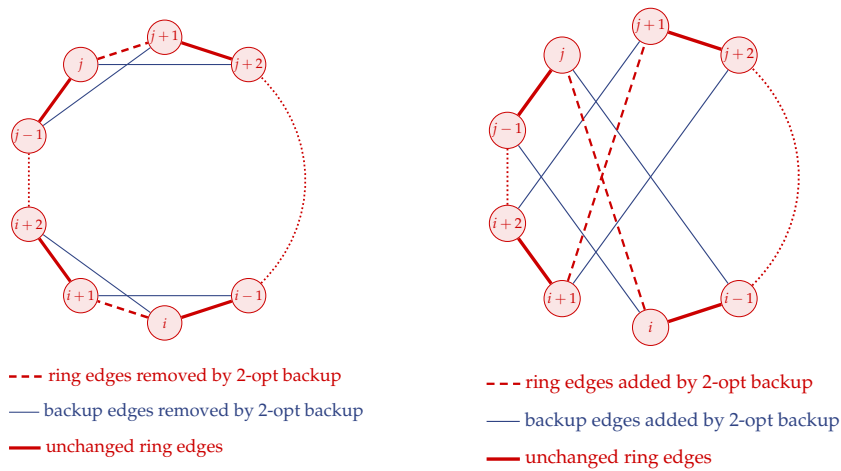 j + 1
j
j + 2
j − 1
i + 2
i + 1
i − 1
i
ring edges removed by 2-opt backup
backup edges removed by 2-opt backup
unchanged ring edges
j + 1
j
j + 2
j − 1
i + 2
i + 1
i − 1
i
ring edges added by 2-opt backup
backup edges added by 2-opt backup
unchanged ring edges